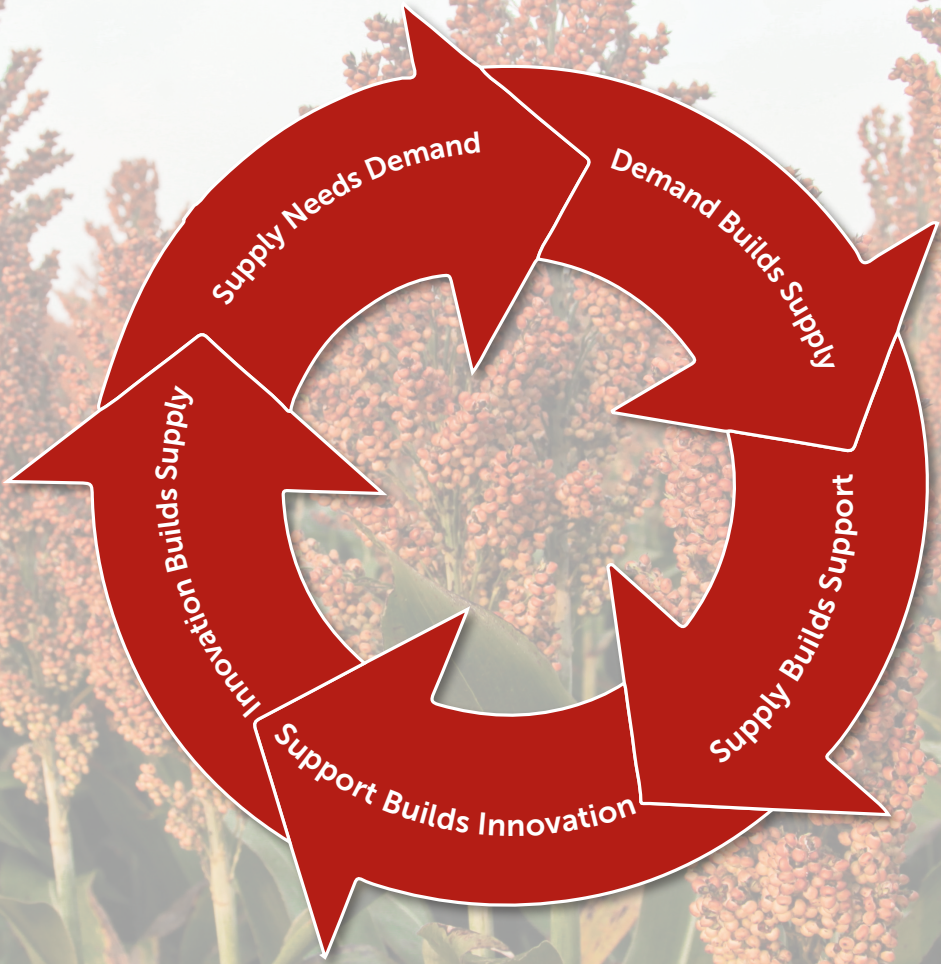 Supply Needs Demand
Demand Builds Supply
Supply Builds Support
Support Builds Innovation
Innovation Builds Supply